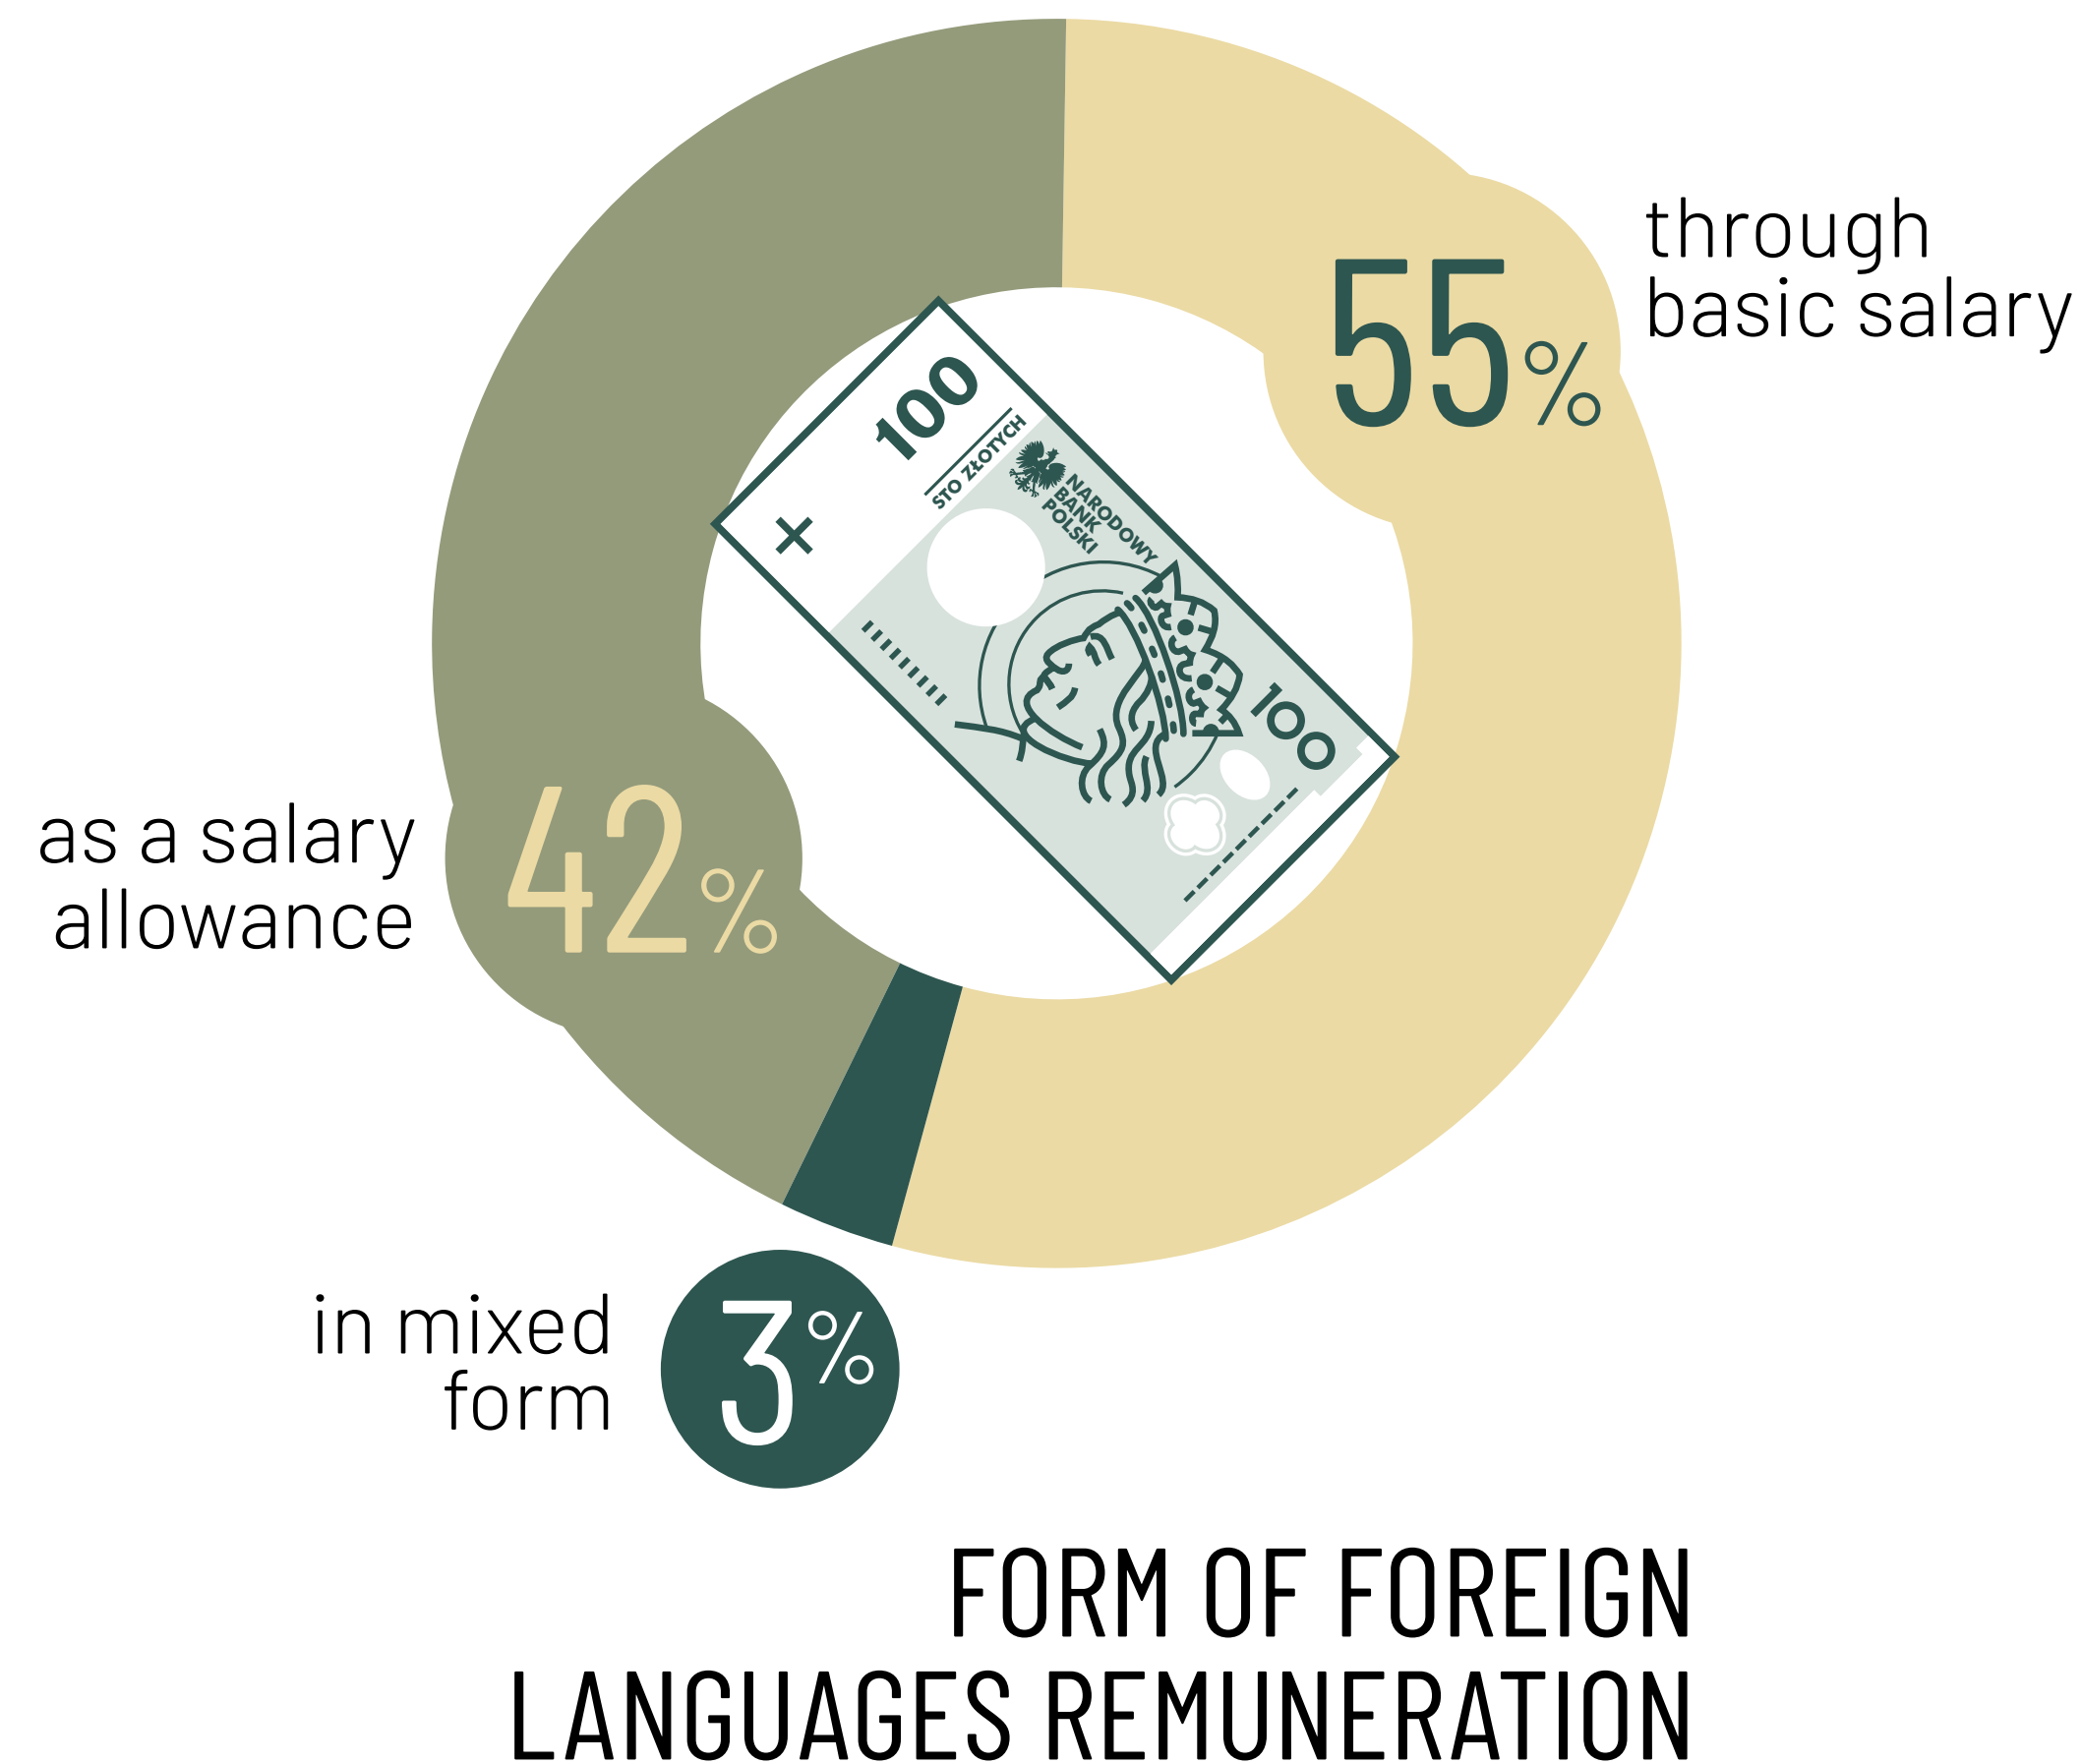 through
basic salary
55%
100
STO ZŁOTYCH
NARODOWY
BANK
POLSKI
100
as a salary
allowance
42%
in mixed
form
3%
FORM OF FOREIGN
LANGUAGES REMUNERATION